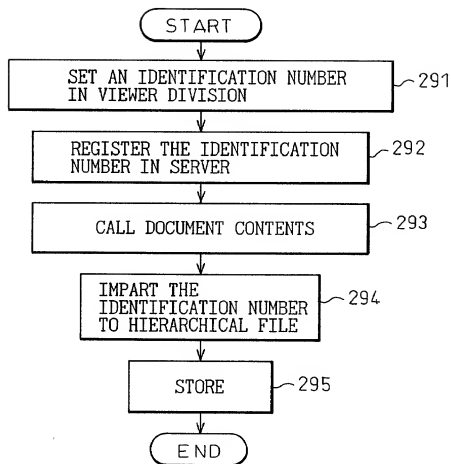 START
SET AN IDENTIFICATION NUMBER
IN VIEWER DIVISION
291
REGISTER THE IDENTIFICATION
NUMBER IN SERVER
292
CALL DOCUMENT CONTENTS
293
IMPART THE
IDENTIFICATION NUMBER
TO HIERARCHICAL FILE
294
STORE
295
END